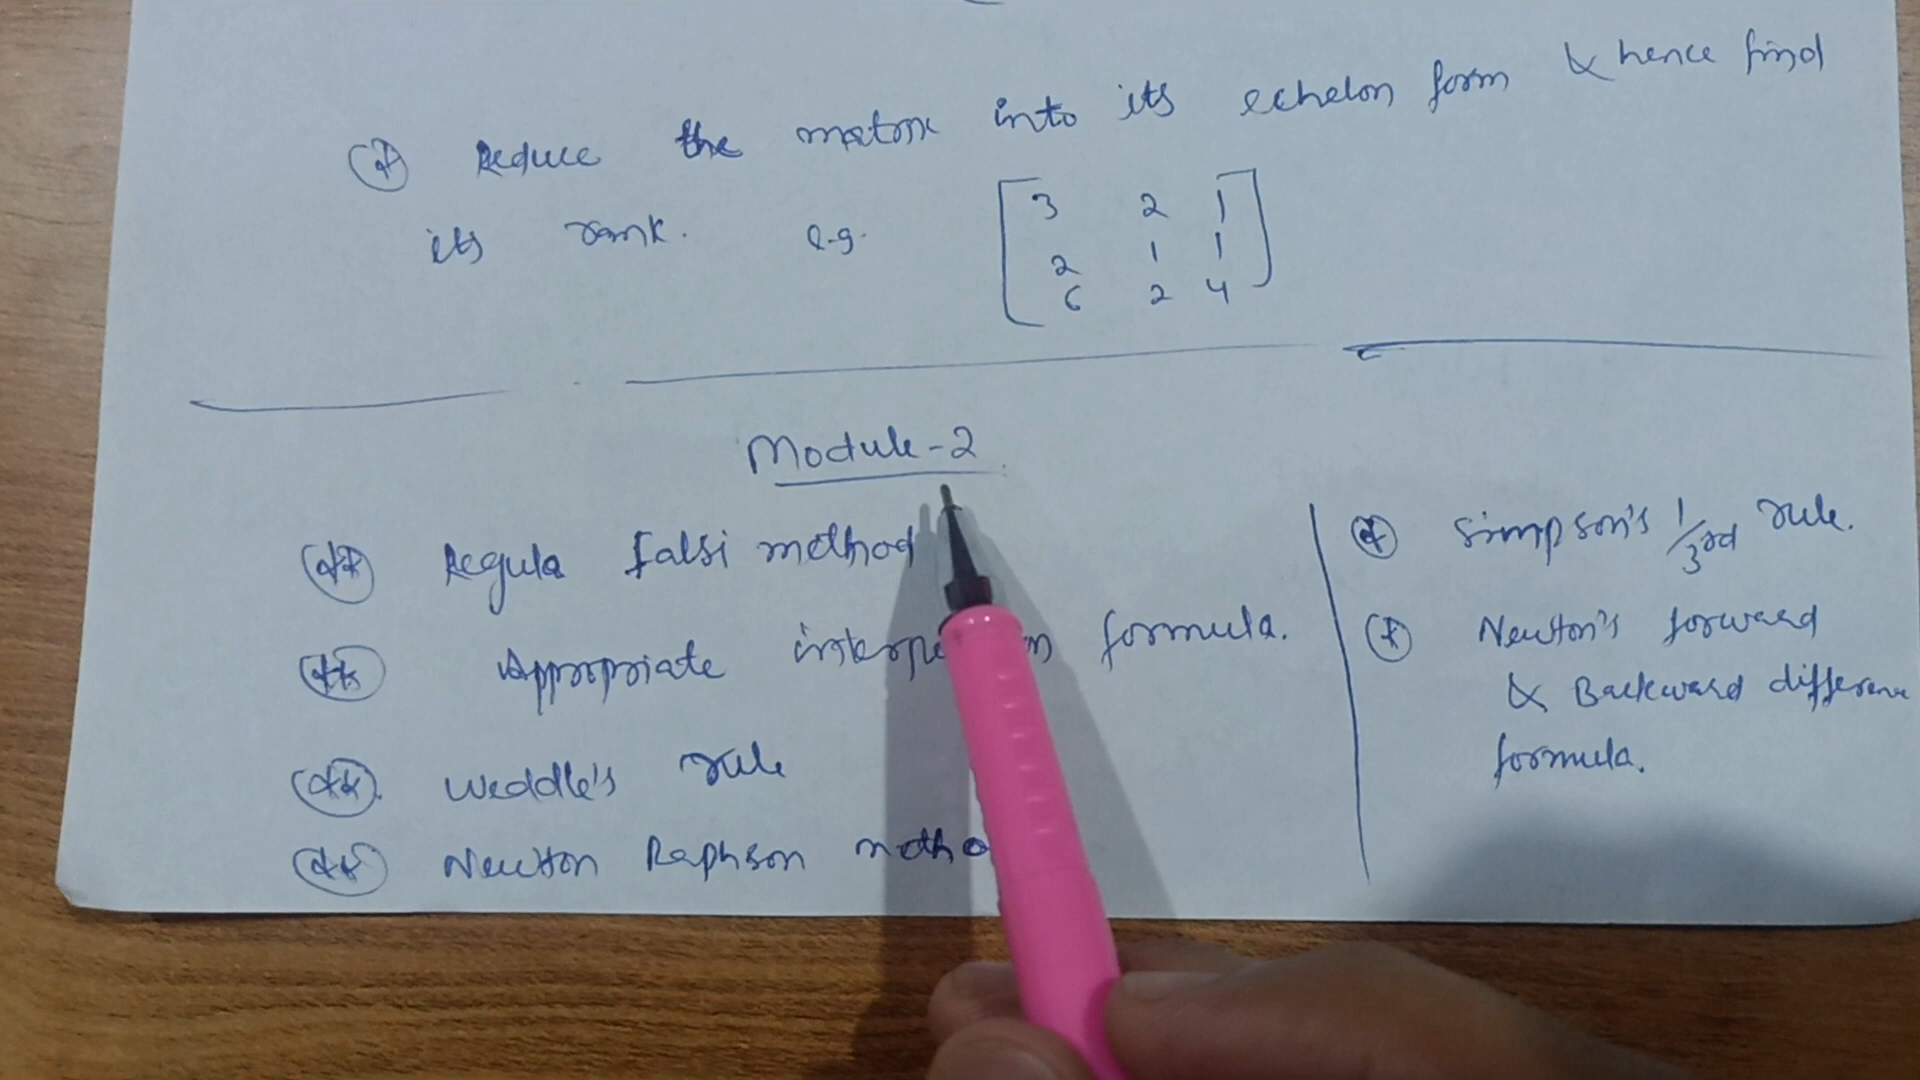 * Reduce the matrix into its echelon form & hence find
its rank. e.g.
3 2 1
2 1 1
6 2 4
Module-2
** Regula falsi method
** Appropriate formula.
** Weddle's rule
** Newton Raphson
* Simpson's 1/3rd rule.
* Newton's forward
& Backward difference
formula.